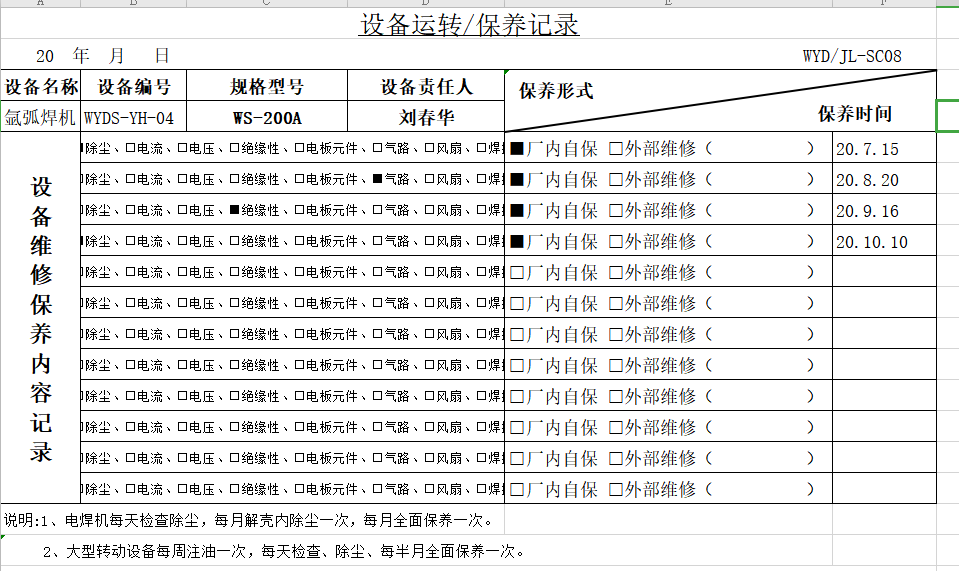 设备运转/保养记录
20 年 月 日 WYD/JL-SC08
设备名称 设备编号 规格型号 设备责任人 保养形式 保养时间
氩弧焊机 WYDS-YH-04 WS-200A 刘春华
设备维修保养内容记录
除尘、□电流、□电压、□绝缘性、□电板元件、□气路、□风扇、□焊 ■厂内自保 □外部维修( ) 20.7.15
除尘、□电流、□电压、□绝缘性、□电板元件、■气路、□风扇、□焊 ■厂内自保 □外部维修( ) 20.8.20
除尘、□电流、□电压、■绝缘性、□电板元件、□气路、□风扇、□焊 ■厂内自保 □外部维修( ) 20.9.16
除尘、□电流、□电压、□绝缘性、□电板元件、□气路、□风扇、□焊 ■厂内自保 □外部维修( ) 20.10.10
除尘、□电流、□电压、□绝缘性、□电板元件、□气路、□风扇、□焊 □厂内自保 □外部维修( )
除尘、□电流、□电压、□绝缘性、□电板元件、□气路、□风扇、□焊 □厂内自保 □外部维修( )
除尘、□电流、□电压、□绝缘性、□电板元件、□气路、□风扇、□焊 □厂内自保 □外部维修( )
除尘、□电流、□电压、□绝缘性、□电板元件、□气路、□风扇、□焊 □厂内自保 □外部维修( )
除尘、□电流、□电压、□绝缘性、□电板元件、□气路、□风扇、□焊 □厂内自保 □外部维修( )
除尘、□电流、□电压、□绝缘性、□电板元件、□气路、□风扇、□焊 □厂内自保 □外部维修( )
除尘、□电流、□电压、□绝缘性、□电板元件、□气路、□风扇、□焊 □厂内自保 □外部维修( )
除尘、□电流、□电压、□绝缘性、□电板元件、□气路、□风扇、□焊 □厂内自保 □外部维修( )
说明:1、电焊机每天检查除尘，每月解壳内除尘一次，每月全面保养一次。
2、大型转动设备每周注油一次，每天检查、除尘、每半月全面保养一次。